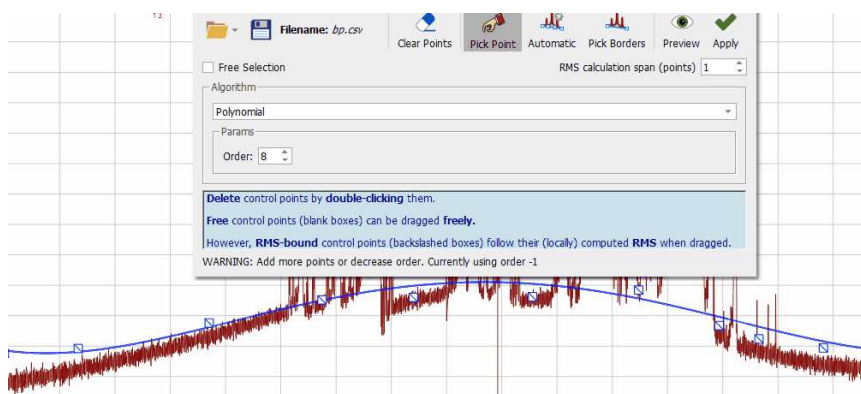 13
Filename: bp.csv
Clear Points Pick Point Automatic Pick Borders Preview Apply
Free Selection RMS calculation span (points) 1
Algorithm
Polynomial
Params
Order: 8
Delete control points by double-clicking them.
Free control points (blank boxes) can be dragged freely.
However, RMS-bound control points (backslashed boxes) follow their (locally) computed RMS when dragged.
WARNING: Add more points or decrease order. Currently using order -1